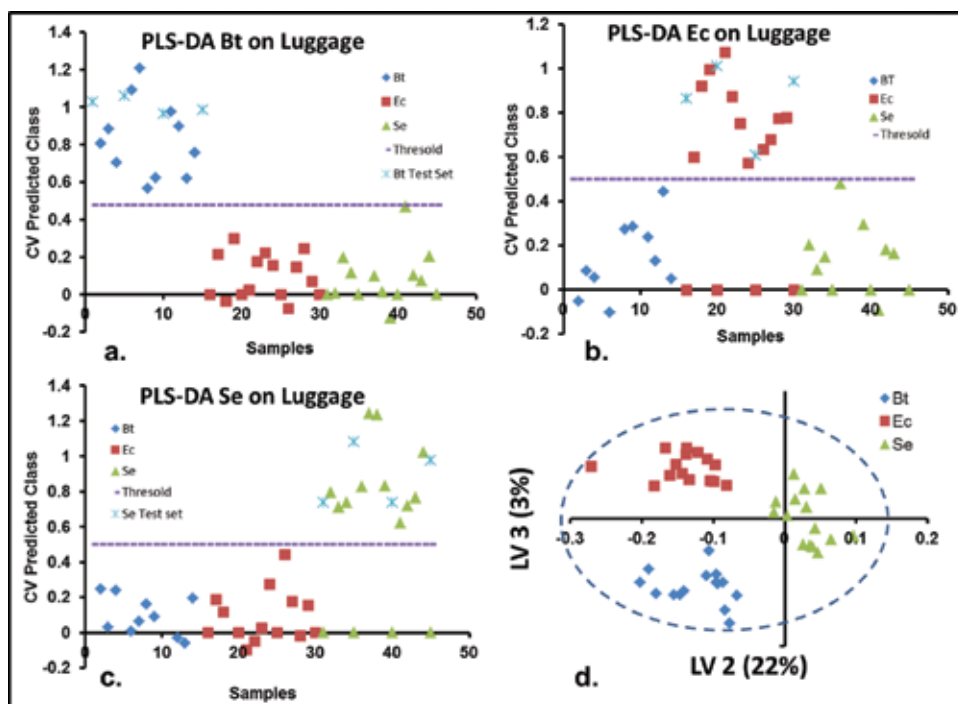 PLS-DA Bt on Luggage
CV Predicted Class
1.4
1.2
1
0.8
0.6
0.4
0.2
0
-0.2
0
10
20
30
40
50
Bt
Ec
Se
Thresold
Bt Test Set
Samples
a.
PLS-DA Ec on Luggage
CV Predicted Class
1.2
1
0.8
0.6
0.4
0.2
0
-0.2
0
10
20
30
40
50
BT
Ec
Se
Threshold
Samples
b.
PLS-DA Se on Luggage
CV Predicted Class
1.4
1.2
1
0.8
0.6
0.4
0.2
0
-0.2
0
10
20
30
40
50
Bt
Ec
Se
Thresold
Se Test set
Samples
c.
Bt
Ec
Se
LV 3 (3%)
-0.3
-0.2
-0.1
0
0.1
0.2
LV 2 (22%)
d.